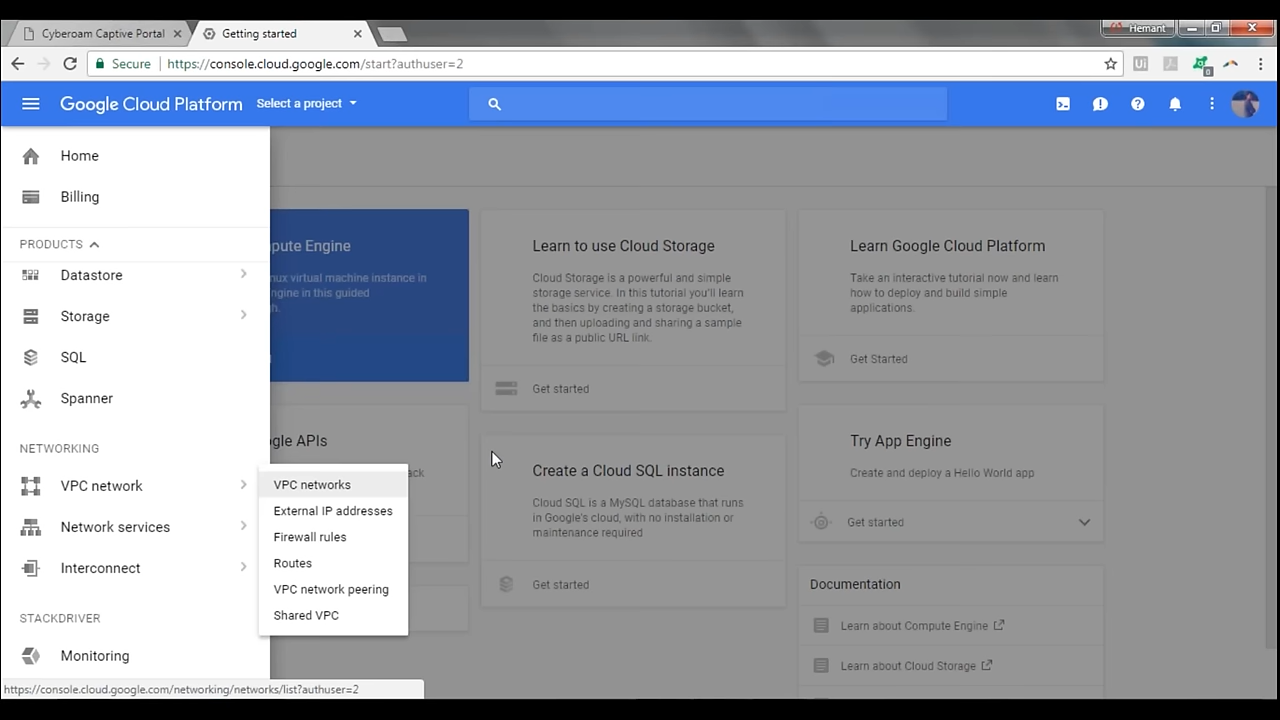 Cyberoam Captive Portal
Getting started
Hemant
Secure
https://console.cloud.google.com/start?authuser=2
0
Google Cloud Platform
Select a project
Home
Billing
PRODUCTS
Datastore
Storage
SQL
Spanner
NETWORKING
VPC network
Network services
Interconnect
STACKDRIVER
Monitoring
VPC networks
External IP addresses
Firewall rules
Routes
VPC network peering
Shared VPC
pute Engine
nux virtual machine instance in
ngine in this guided
h.
gle APIs
ack
Learn to use Cloud Storage
Cloud Storage is a powerful and simple
storage service. In this tutorial you'll learn
the basics by creating a storage bucket,
and then uploading and sharing a sample
file as a public URL link.
Get started
Create a Cloud SQL instance
Cloud SQL is a MySQL database that runs
in Google's cloud, with no installation or
maintenance required
Get started
Learn Google Cloud Platform
Take an interactive tutorial now and learn
how to deploy and build simple
applications.
Get Started
Try App Engine
Create and deploy a Hello World app
Get started
Documentation
Learn about Compute Engine
Learn about Cloud Storage
https://console.cloud.google.com/networking/networks/list?authuser=2